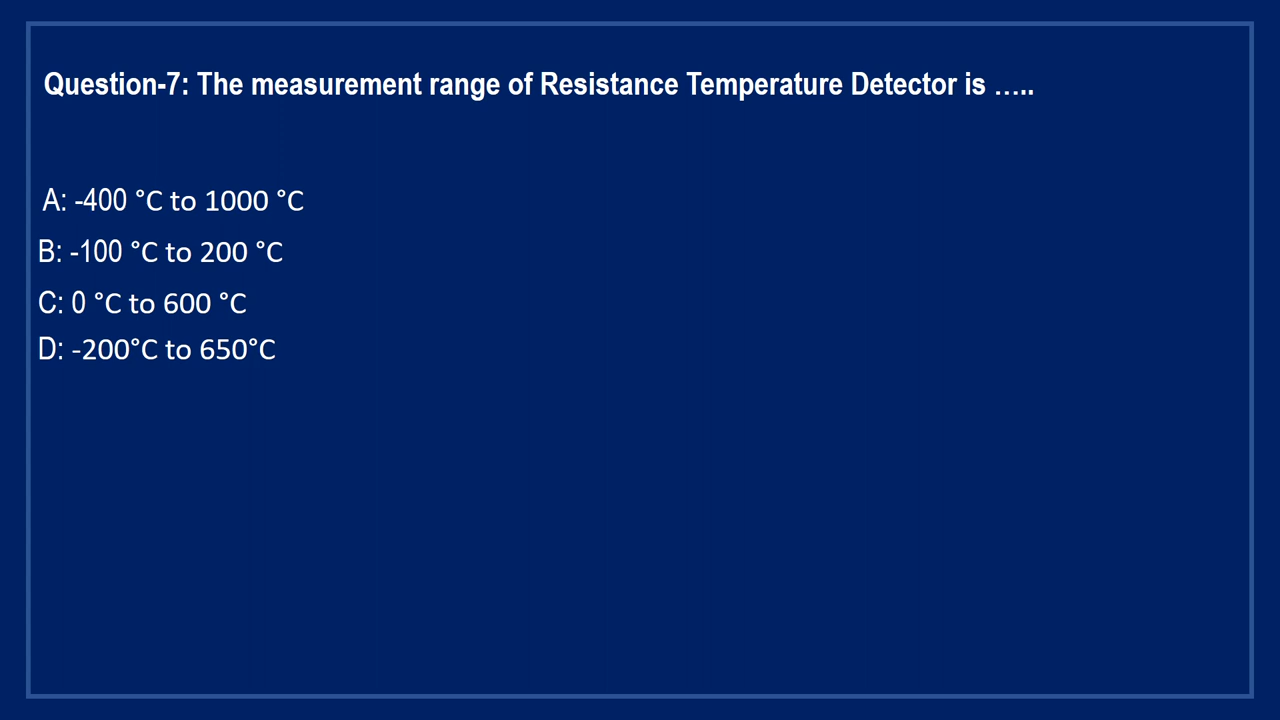 Question-7: The measurement range of Resistance Temperature Detector is …..
A: -400 °C to 1000 °C
B: -100 °C to 200 °C
C: 0 °C to 600 °C
D: -200°C to 650°C